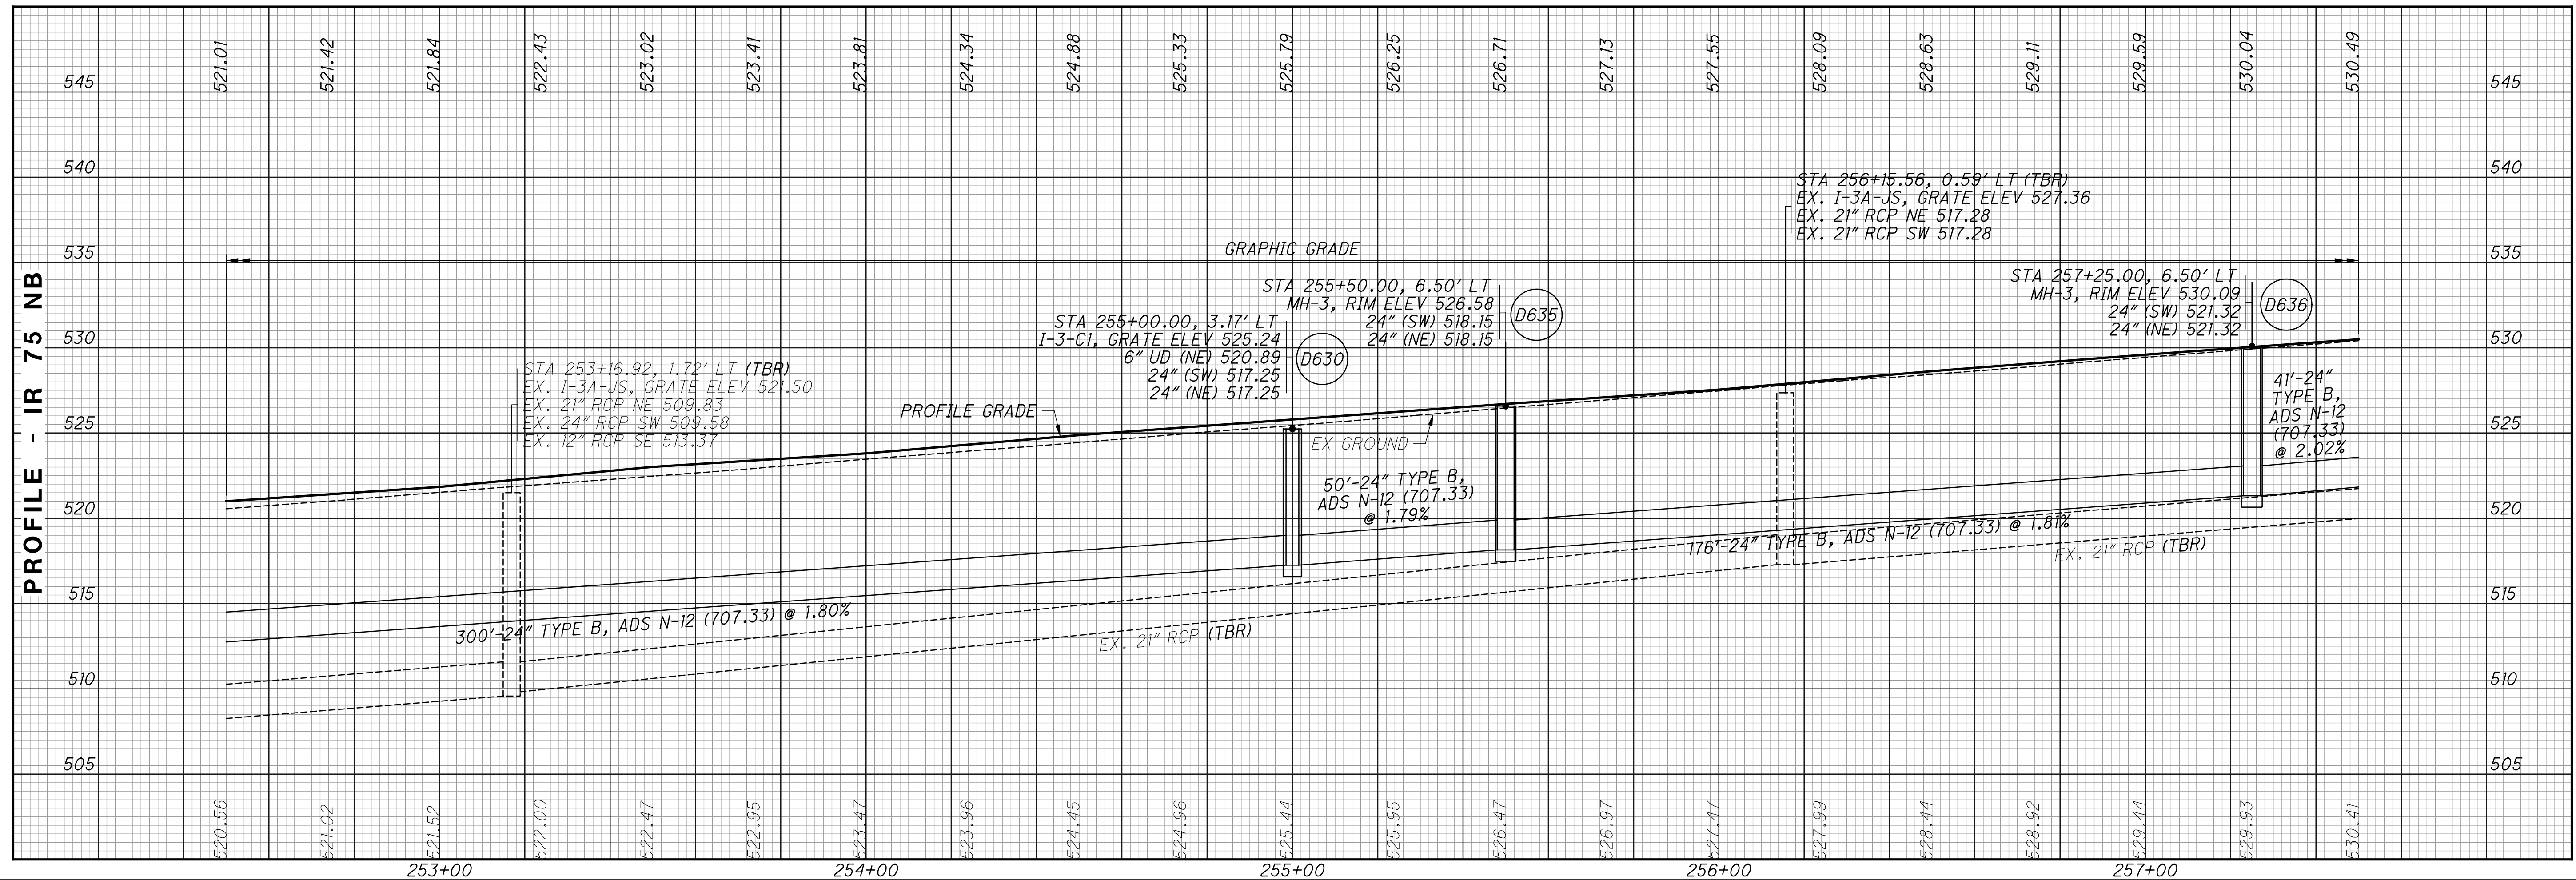 PROFILE - IR 75 NB
521.01 521.42 521.84 522.43 523.02 523.41 523.81 524.34 524.88 525.33 525.79 526.25 526.71 527.13 527.55 528.09 528.63 529.11 529.59 530.04 530.49
545 545
540 540
535 535
530 530
525 525
520 520
515 515
510 510
505 505
GRAPHIC GRADE
STA 253+16.92, 1.72' LT (TBR)
EX. I-3A-JS, GRATE ELEV 521.50
EX. 21" RCP NE 509.83
EX. 24" RCP SW 509.58
EX. 12" RCP SE 513.37
PROFILE GRADE
STA 255+00.00, 3.17' LT
I-3-C1, GRATE ELEV 525.24
6" UD (NE) 520.89
24" (SW) 517.25
24" (NE) 517.25
D630
STA 255+50.00, 6.50' LT
MH-3, RIM ELEV 526.58
24" (SW) 518.15
24" (NE) 518.15
D635
EX GROUND
STA 256+15.56, 0.59' LT (TBR)
EX. I-3A-JS, GRATE ELEV 527.36
EX. 21" RCP NE 517.28
EX. 21" RCP SW 517.28
STA 257+25.00, 6.50' LT
MH-3, RIM ELEV 530.09
24" (SW) 521.32
24" (NE) 521.32
D636
41'-24"
TYPE B,
ADS N-12
(707.33)
@ 2.02%
50'-24" TYPE B,
ADS N-12 (707.33)
@ 1.79%
176'-24" TYPE B, ADS N-12 (707.33) @ 1.81%
EX. 21" RCP (TBR)
300'-24" TYPE B, ADS N-12 (707.33) @ 1.80%
EX. 21" RCP (TBR)
520.56 521.02 521.52 522.00 522.47 522.95 523.47 523.96 524.45 524.96 525.44 525.95 526.47 526.97 527.47 527.99 528.44 528.92 529.44 529.93 530.41
253+00 254+00 255+00 256+00 257+00